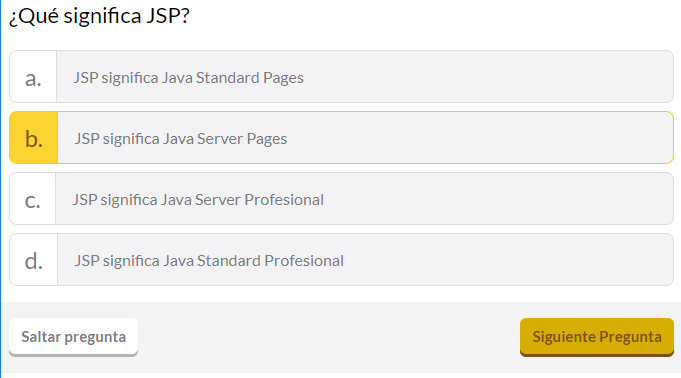 ¿Qué significa JSP?
a. JSP significa Java Standard Pages
b. JSP significa Java Server Pages
c. JSP significa Java Server Profesional
d. JSP significa Java Standard Profesional
Saltar pregunta Siguiente Pregunta